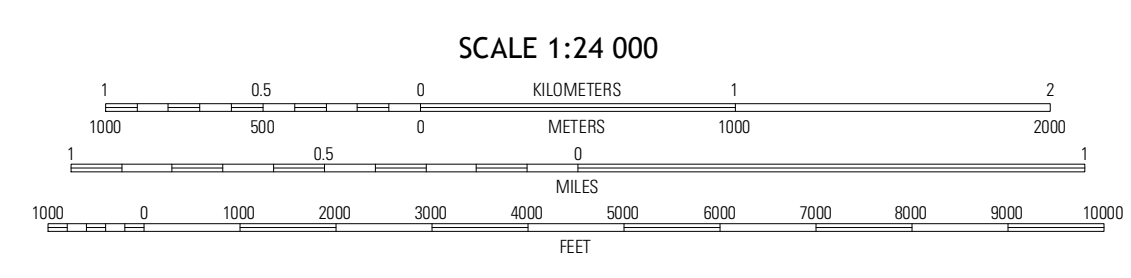 SCALE 1:24 000
1 0.5 0 KILOMETERS 1 2
1000 500 0 METERS 1000 2000
1 0.5 0 1
MILES
1000 0 1000 2000 3000 4000 5000 6000 7000 8000 9000 10000
FEET